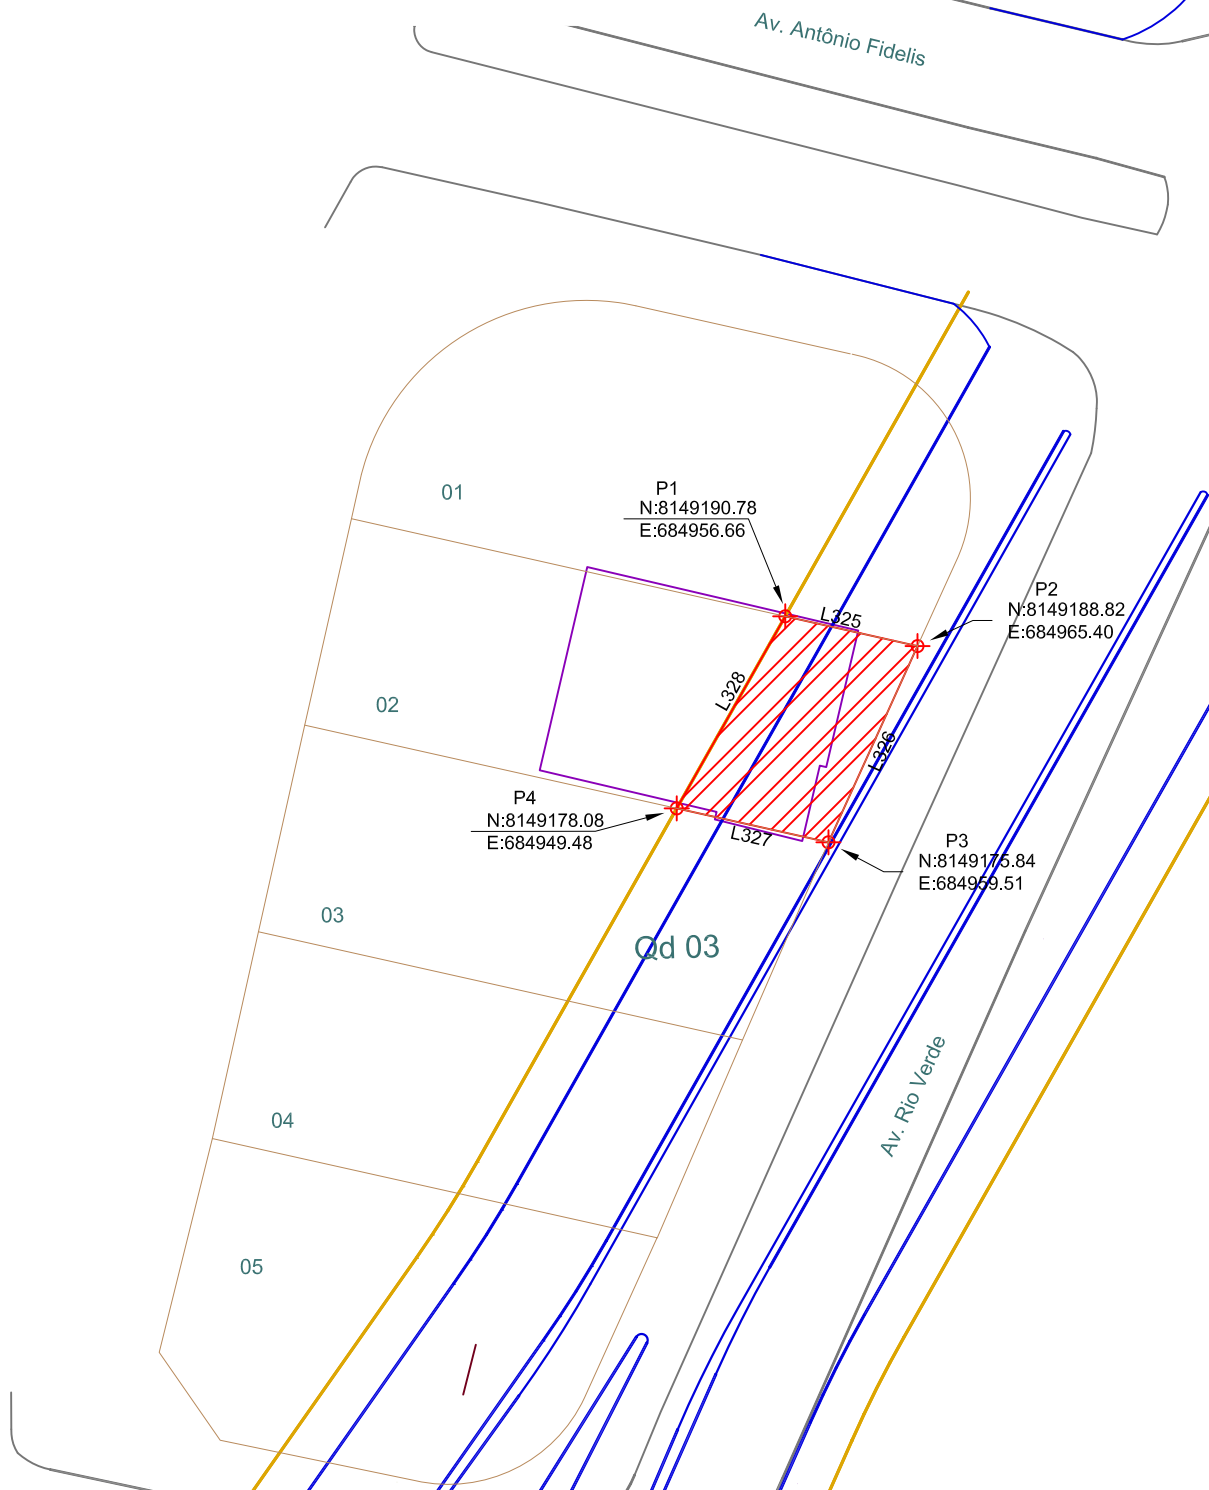 Av. Antônio Fidelis
01
P1
N:8149190.78
E:684956.66
P2
N:8149188.82
E:684965.40
L325
L328
02
L326
P4
N:8149178.08
E:684949.48
L327
P3
N:8149175.84
E:684959.51
03
Qd 03
Av. Rio Verde
04
05